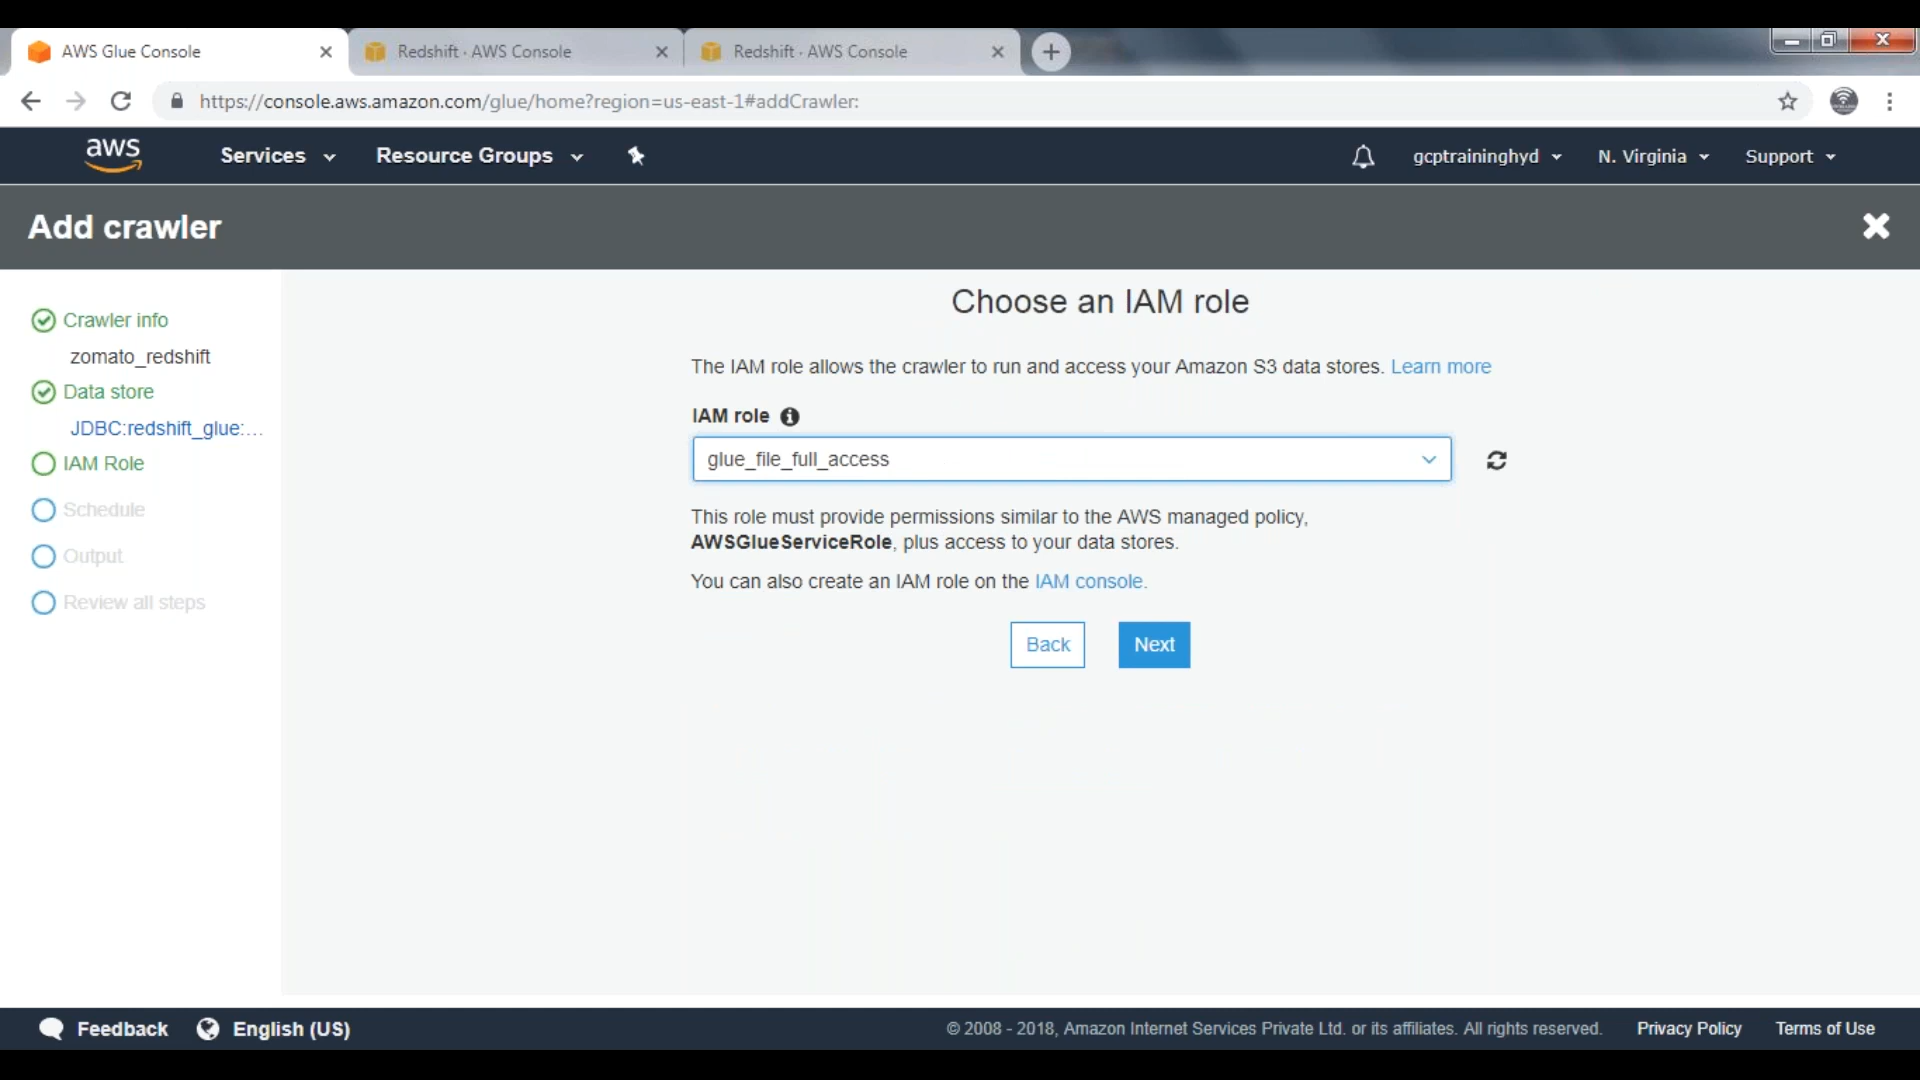 AWS Glue Console
Redshift · AWS Console
Redshift · AWS Console
https://console.aws.amazon.com/glue/home?region=us-east-1#addCrawler:
aws
Services
Resource Groups
gcptraininghyd
N. Virginia
Support
Add crawler
Crawler info
zomato_redshift
Data store
JDBC:redshift_glue:...
IAM Role
Schedule
Output
Review all steps
Choose an IAM role
The IAM role allows the crawler to run and access your Amazon S3 data stores. Learn more
IAM role
glue_file_full_access
This role must provide permissions similar to the AWS managed policy,
AWSGlueServiceRole, plus access to your data stores.
You can also create an IAM role on the IAM console.
Back
Next
Feedback
English (US)
© 2008 - 2018, Amazon Internet Services Private Ltd. or its affiliates. All rights reserved.
Privacy Policy
Terms of Use